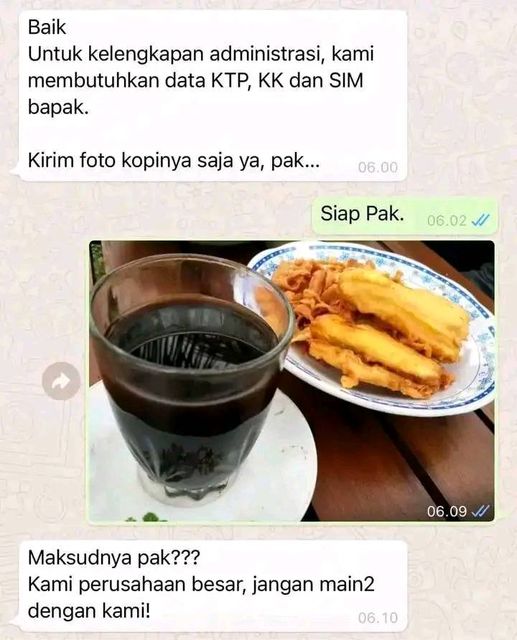 Baik
Untuk kelengkapan administrasi, kami
membutuhkan data KTP, KK dan SIM
bapak.
Kirim foto kopinya saja ya, pak...
06.00
Siap Pak.
06.02
06.09
Maksudnya pak???
Kami perusahaan besar, jangan main2
dengan kami!
06.10